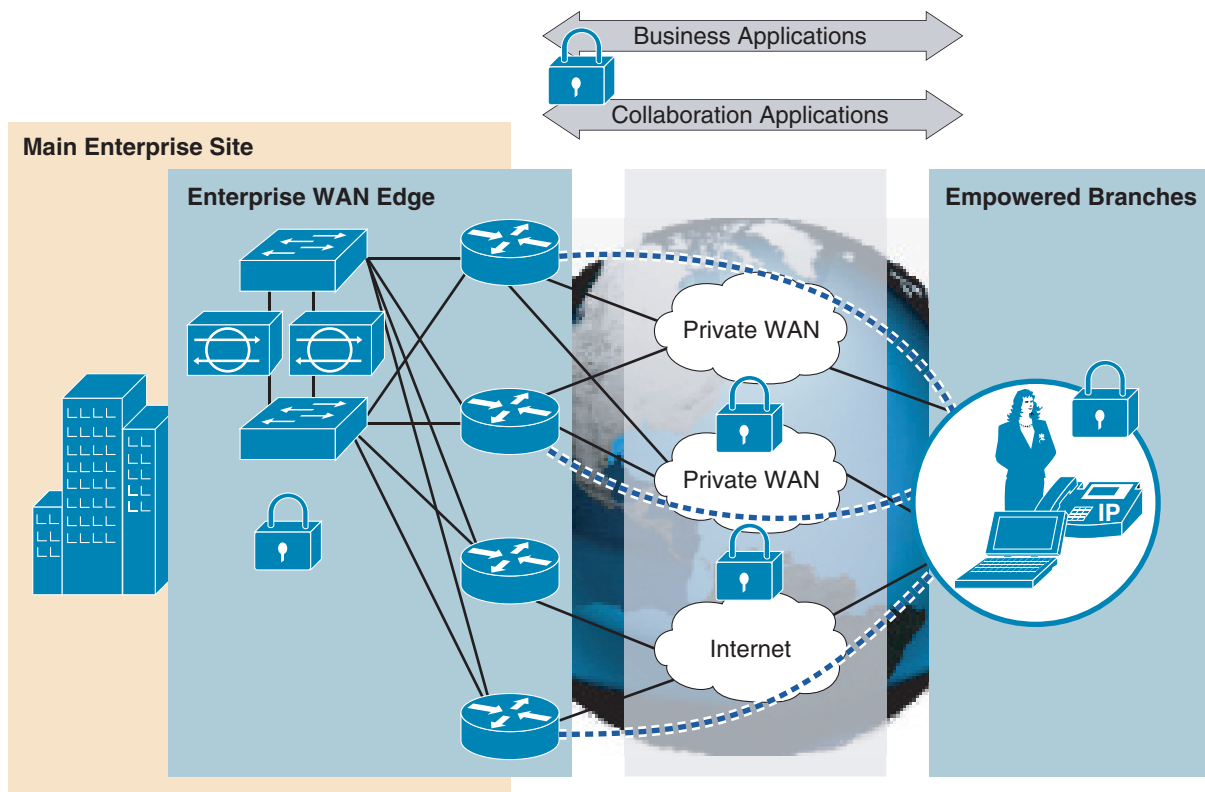 Business Applications
Collaboration Applications
Main Enterprise Site
Enterprise WAN Edge
Empowered Branches
Private WAN
Private WAN
IP
Internet